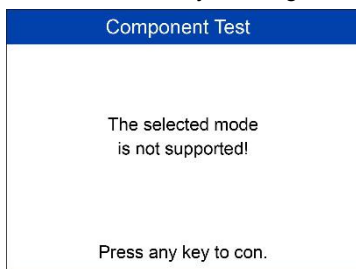 Component Test
The selected mode
is not supported!
Press any key to con.